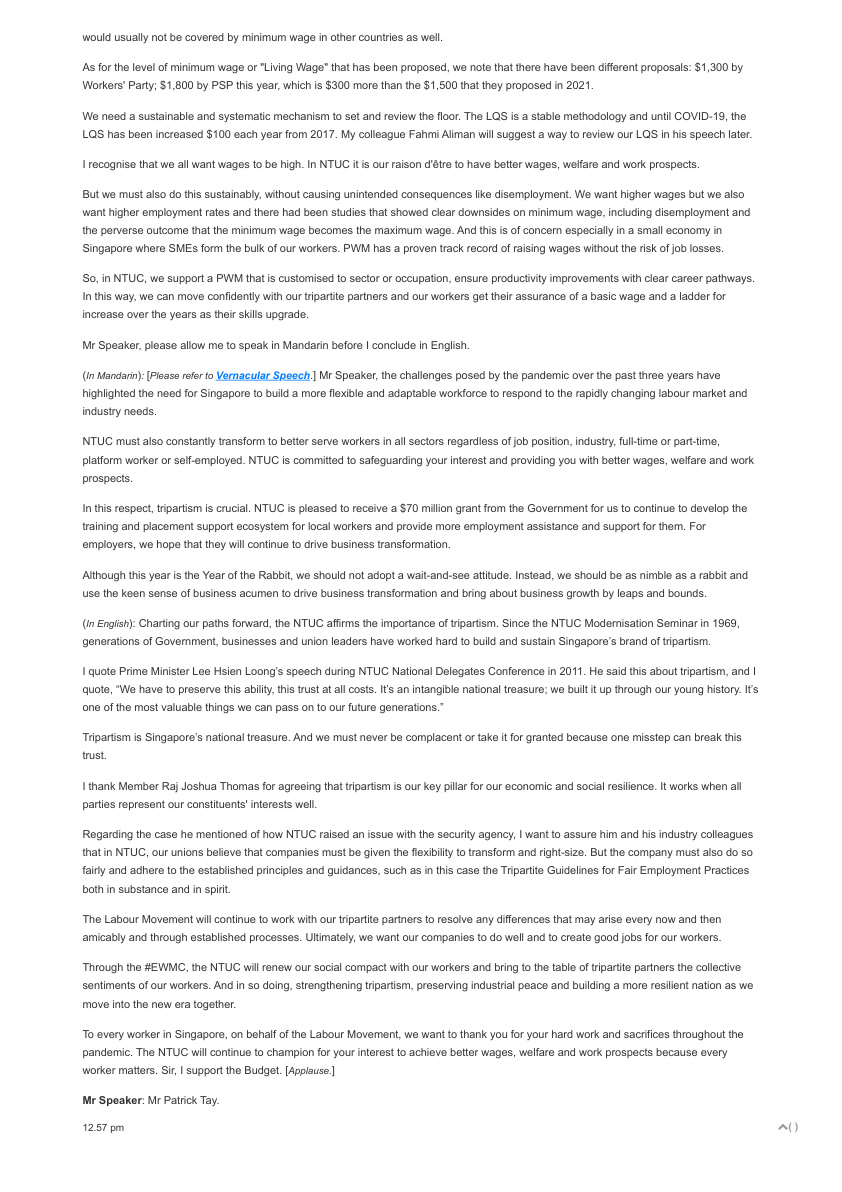 would usually not be covered by minimum wage in other countries as well.
As for the level of minimum wage or "Living Wage" that has been proposed, we note that there have been different proposals: $1,300 by
Workers' Party; $1,800 by PSP this year, which is $300 more than the $1,500 that they proposed in 2021.
We need a sustainable and systematic mechanism to set and review the floor. The LQS is a stable methodology and until COVID-19, the
LQS has been increased $100 each year from 2017. My colleague Fahmi Aliman will suggest a way to review our LQS in his speech later.
I recognise that we all want wages to be high. In NTUC it is our raison d'être to have better wages, welfare and work prospects.
But we must also do this sustainably, without causing unintended consequences like disemployment. We want higher wages but we also
want higher employment rates and there had been studies that showed clear downsides on minimum wage, including disemployment and
the perverse outcome that the minimum wage becomes the maximum wage. And this is of concern especially in a small economy in
Singapore where SMEs form the bulk of our workers. PWM has a proven track record of raising wages without the risk of job losses.
So, in NTUC, we support a PWM that is customised to sector or occupation, ensure productivity improvements with clear career pathways.
In this way, we can move confidently with our tripartite partners and our workers get their assurance of a basic wage and a ladder for
increase over the years as their skills upgrade.
Mr Speaker, please allow me to speak in Mandarin before I conclude in English.
(In Mandarin): [Please refer to Vernacular Speech.] Mr Speaker, the challenges posed by the pandemic over the past three years have
highlighted the need for Singapore to build a more flexible and adaptable workforce to respond to the rapidly changing labour market and
industry needs.
NTUC must also constantly transform to better serve workers in all sectors regardless of job position, industry, full-time or part-time,
platform worker or self-employed. NTUC is committed to safeguarding your interest and providing you with better wages, welfare and work
prospects.
In this respect, tripartism is crucial. NTUC is pleased to receive a $70 million grant from the Government for us to continue to develop the
training and placement support ecosystem for local workers and provide more employment assistance and support for them. For
employers, we hope that they will continue to drive business transformation.
Although this year is the Year of the Rabbit, we should not adopt a wait-and-see attitude. Instead, we should be as nimble as a rabbit and
use the keen sense of business acumen to drive business transformation and bring about business growth by leaps and bounds.
(In English): Charting our paths forward, the NTUC affirms the importance of tripartism. Since the NTUC Modernisation Seminar in 1969,
generations of Government, businesses and union leaders have worked hard to build and sustain Singapore’s brand of tripartism.
I quote Prime Minister Lee Hsien Loong’s speech during NTUC National Delegates Conference in 2011. He said this about tripartism, and I
quote, “We have to preserve this ability, this trust at all costs. It’s an intangible national treasure; we built it up through our young history. It’s
one of the most valuable things we can pass on to our future generations.”
Tripartism is Singapore’s national treasure. And we must never be complacent or take it for granted because one misstep can break this
trust.
I thank Member Raj Joshua Thomas for agreeing that tripartism is our key pillar for our economic and social resilience. It works when all
parties represent our constituents' interests well.
Regarding the case he mentioned of how NTUC raised an issue with the security agency, I want to assure him and his industry colleagues
that in NTUC, our unions believe that companies must be given the flexibility to transform and right-size. But the company must also do so
fairly and adhere to the established principles and guidances, such as in this case the Tripartite Guidelines for Fair Employment Practices
both in substance and in spirit.
The Labour Movement will continue to work with our tripartite partners to resolve any differences that may arise every now and then
amicably and through established processes. Ultimately, we want our companies to do well and to create good jobs for our workers.
Through the #EWMC, the NTUC will renew our social compact with our workers and bring to the table of tripartite partners the collective
sentiments of our workers. And in so doing, strengthening tripartism, preserving industrial peace and building a more resilient nation as we
move into the new era together.
To every worker in Singapore, on behalf of the Labour Movement, we want to thank you for your hard work and sacrifices throughout the
pandemic. The NTUC will continue to champion for your interest to achieve better wages, welfare and work prospects because every
worker matters. Sir, I support the Budget. [Applause.]
Mr Speaker: Mr Patrick Tay.
12.57 pm
( )